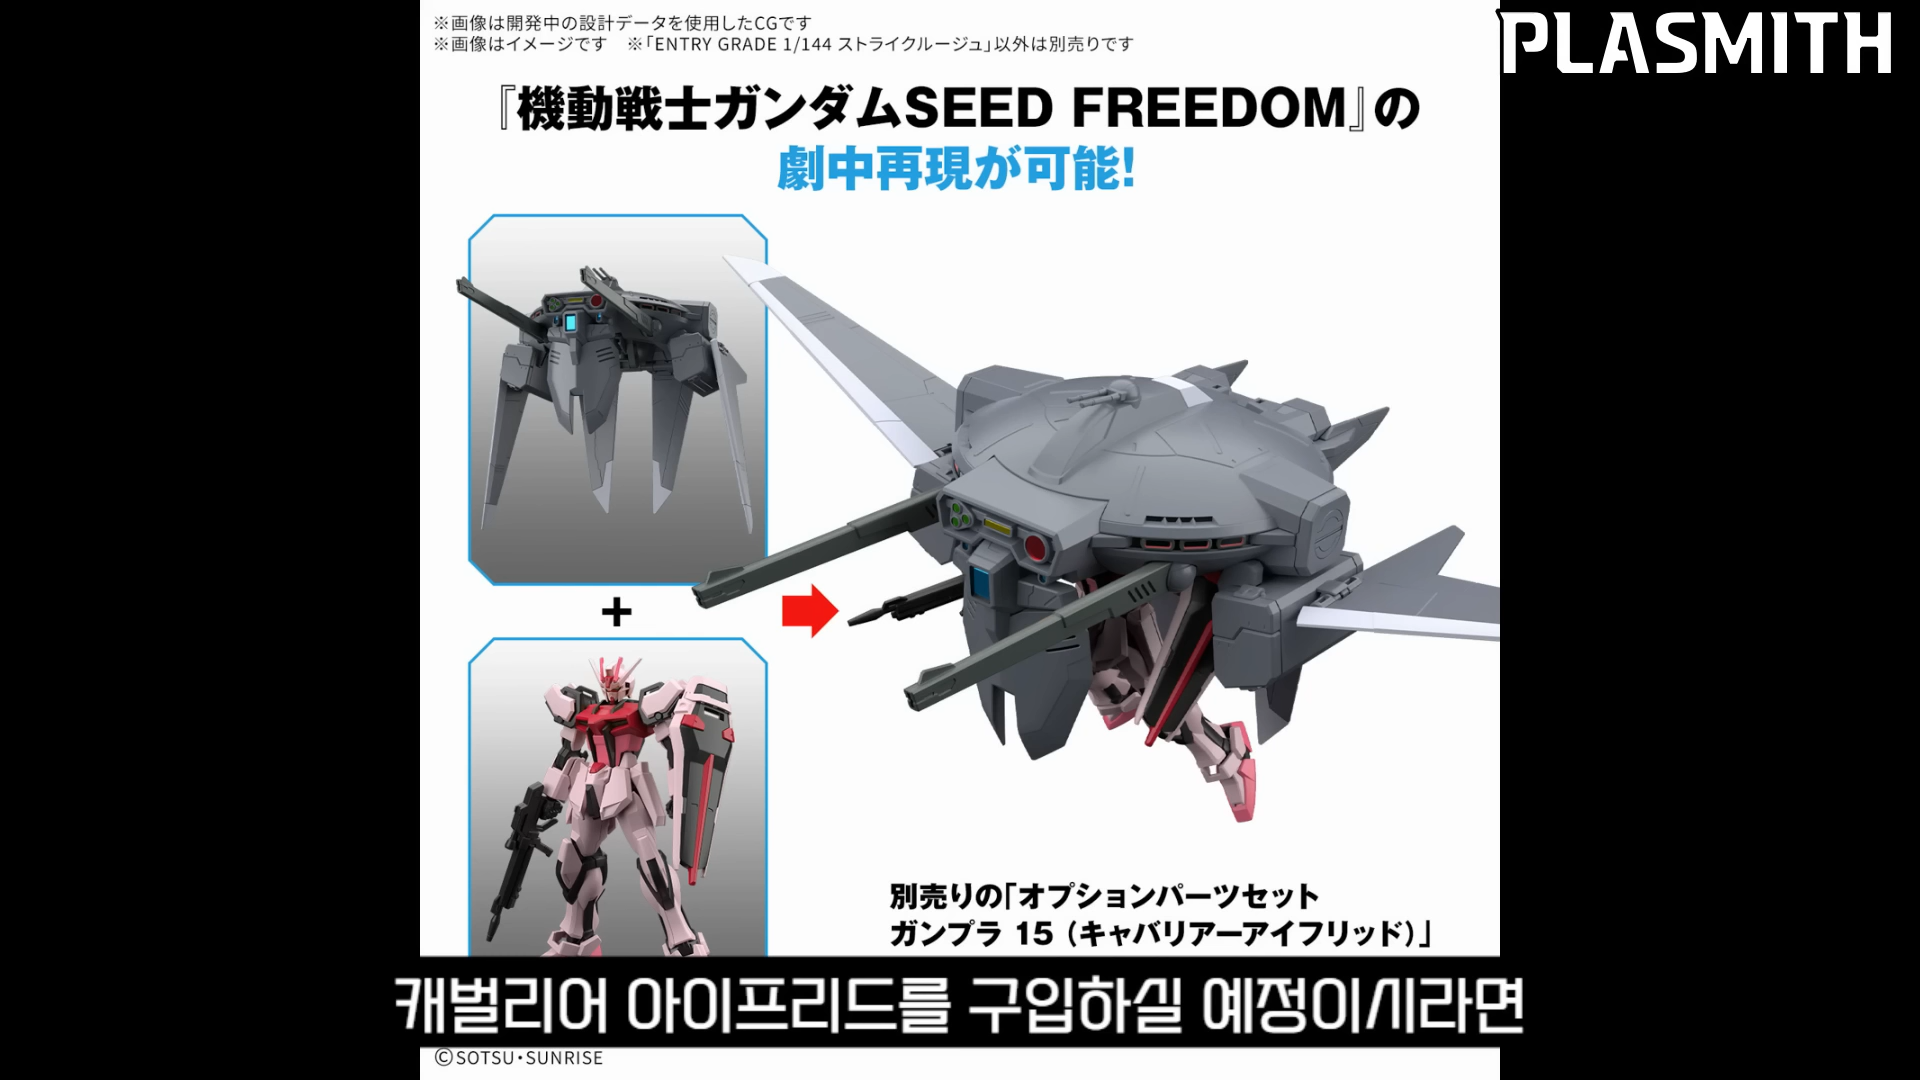 ※画像は開発中の設計データを使用したCGです
※画像はイメージです　※「ENTRY GRADE 1/144 ストライクルージュ」以外は別売りです
PLASMITH
『機動戦士ガンダムSEED FREEDOM』の
劇中再現が可能!
+
別売りの「オプションパーツセット
ガンプラ 15（キャバリアーアイフリッド）」
캐벌리어 아이프리드를 구입하실 예정이시라면
©SOTSU・SUNRISE